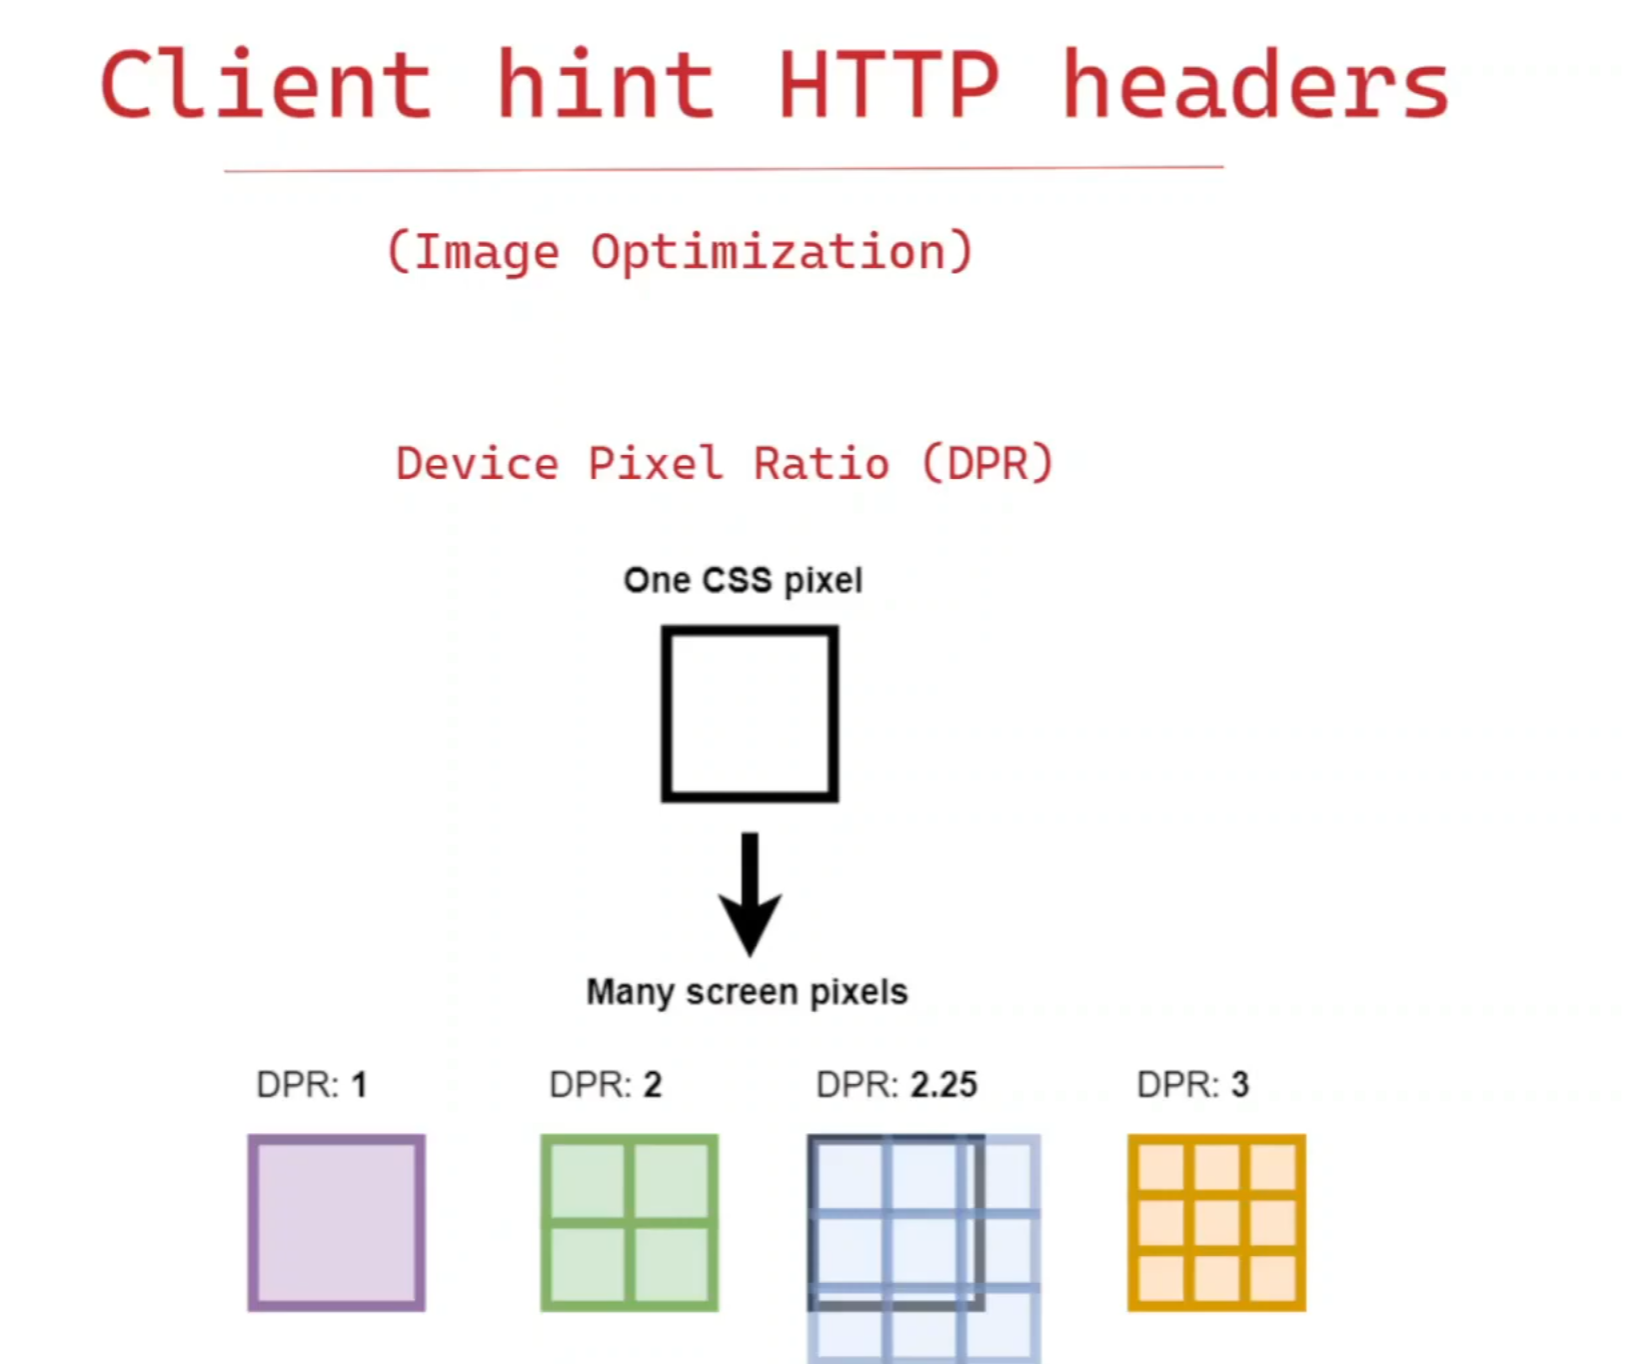 Client hint HTTP headers
(Image Optimization)
Device Pixel Ratio (DPR)
One CSS pixel
Many screen pixels
DPR: 1 DPR: 2 DPR: 2.25 DPR: 3